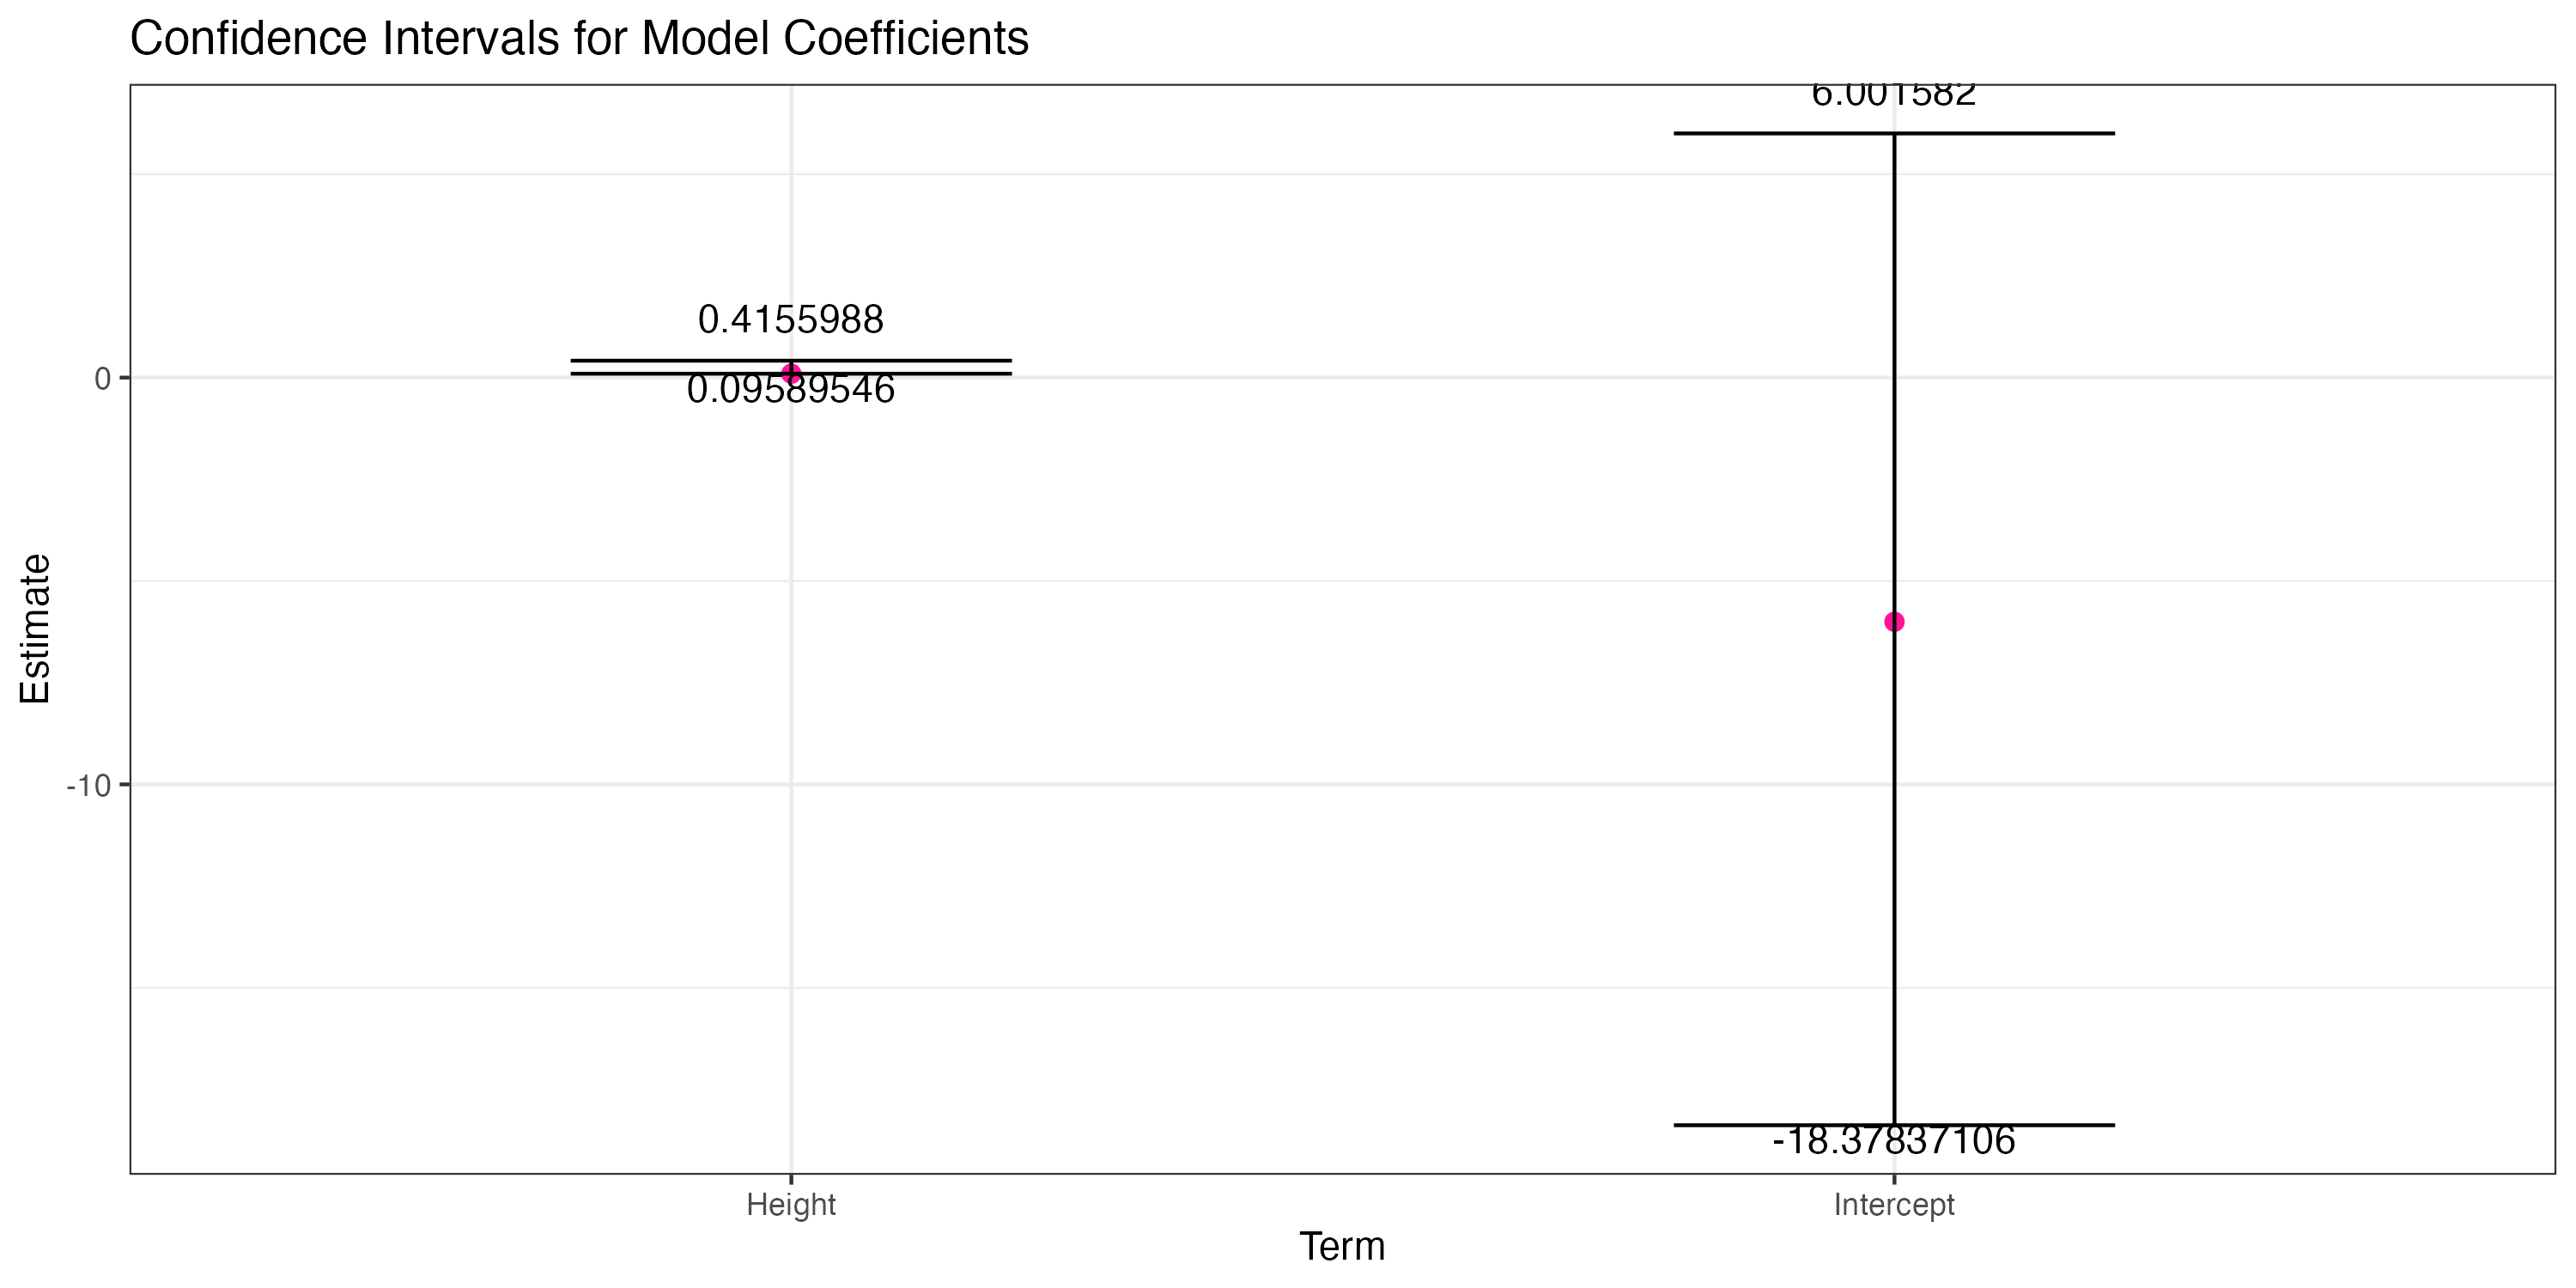 Confidence Intervals for Model Coefficients
6.001582
0.4155988
0
0.09589546
Estimate
-10
-18.37837106
Height
Intercept
Term